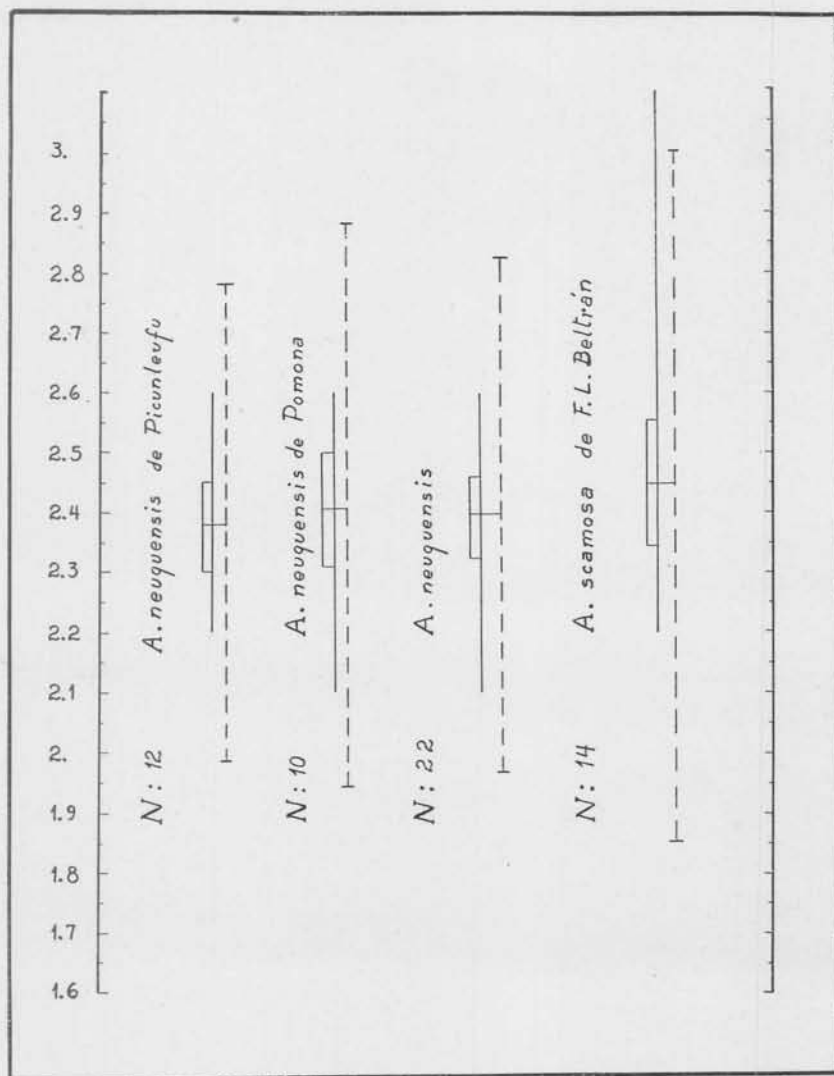 3.
2.9
2.8
2.7
2.6
2.5
2.4
2.3
2.2
2.1
2.
1.9
1.8
1.7
1.6
A. neuquensis de Picunleufu
N: 12
A. neuquensis de Pomona
N: 10
A. neuquensis
N: 22
A. scamosa de F.L. Beltrán
N: 14